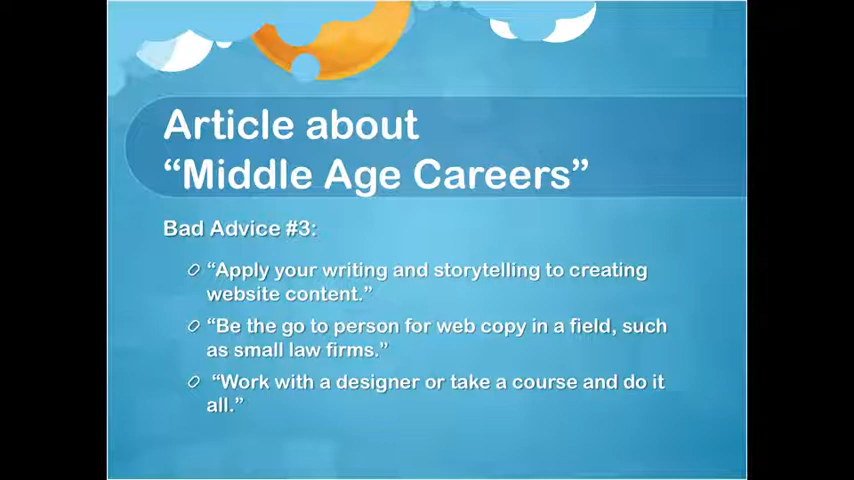 Article about
“Middle Age Careers”
Bad Advice #3:
“Apply your writing and storytelling to creating
website content.”
“Be the go to person for web copy in a field, such
as small law firms.”
“Work with a designer or take a course and do it
all.”